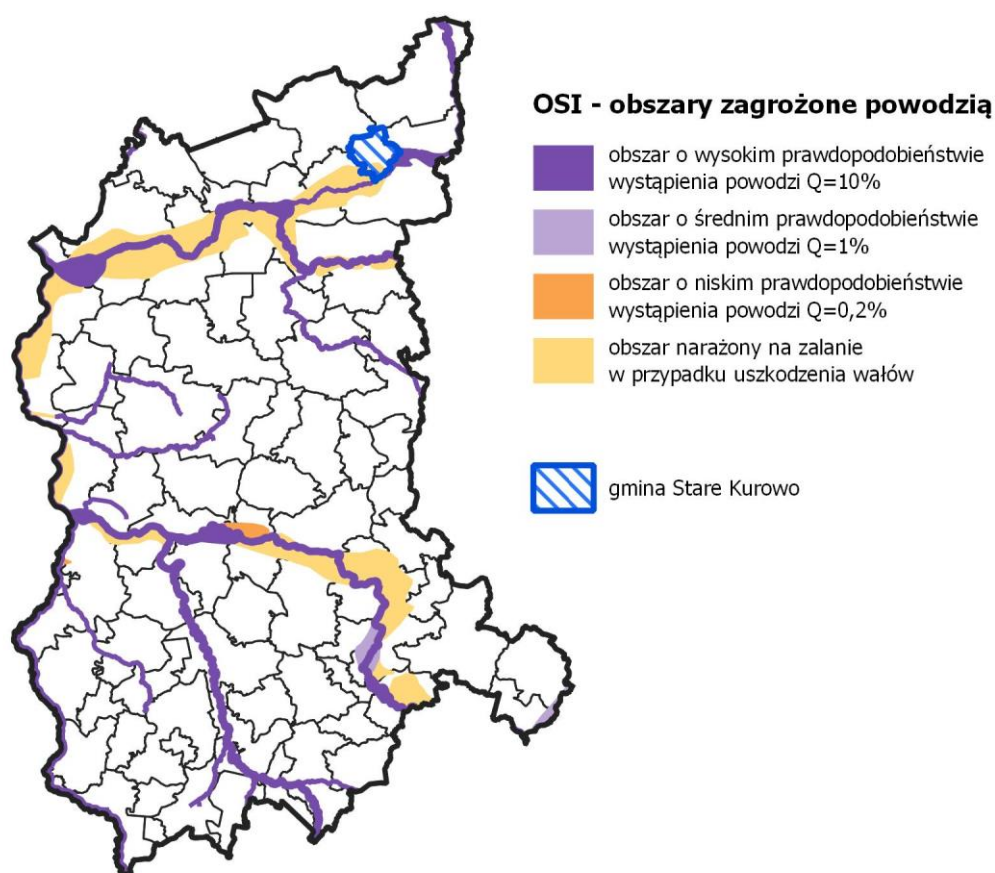 OSI - obszary zagrożone powodzią
obszar o wysokim prawdopodobieństwie
wystąpienia powodzi Q=10%
obszar o średnim prawdopodobieństwie
wystąpienia powodzi Q=1%
obszar o niskim prawdopodobieństwie
wystąpienia powodzi Q=0,2%
obszar narażony na zalanie
w przypadku uszkodzenia wałów
gmina Stare Kurowo